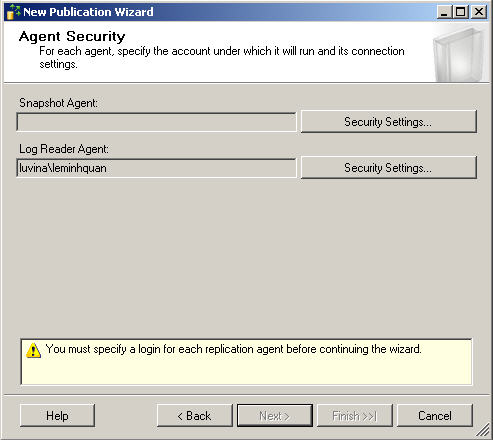 New Publication Wizard
Agent Security
For each agent, specify the account under which it will run and its connection
settings.
Snapshot Agent:
Security Settings...
Log Reader Agent:
luvina\leminhquan
Security Settings...
You must specify a login for each replication agent before continuing the wizard.
Help
< Back
Next >
Finish >>|
Cancel